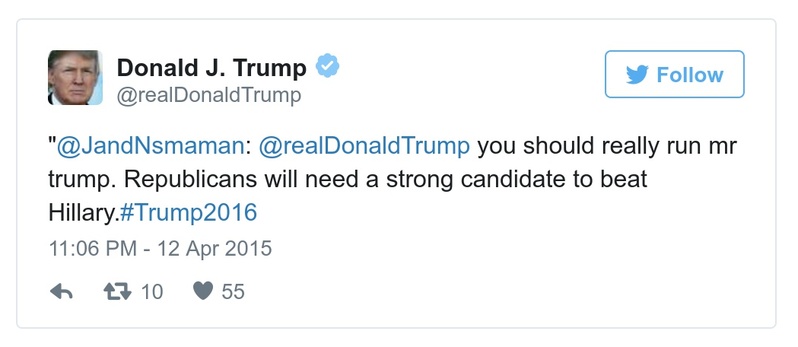 Donald J. Trump
@realDonaldTrump
Follow
"@JandNsmaman: @realDonaldTrump you should really run mr
trump. Republicans will need a strong candidate to beat
Hillary.#Trump2016
11:06 PM - 12 Apr 2015
10
55